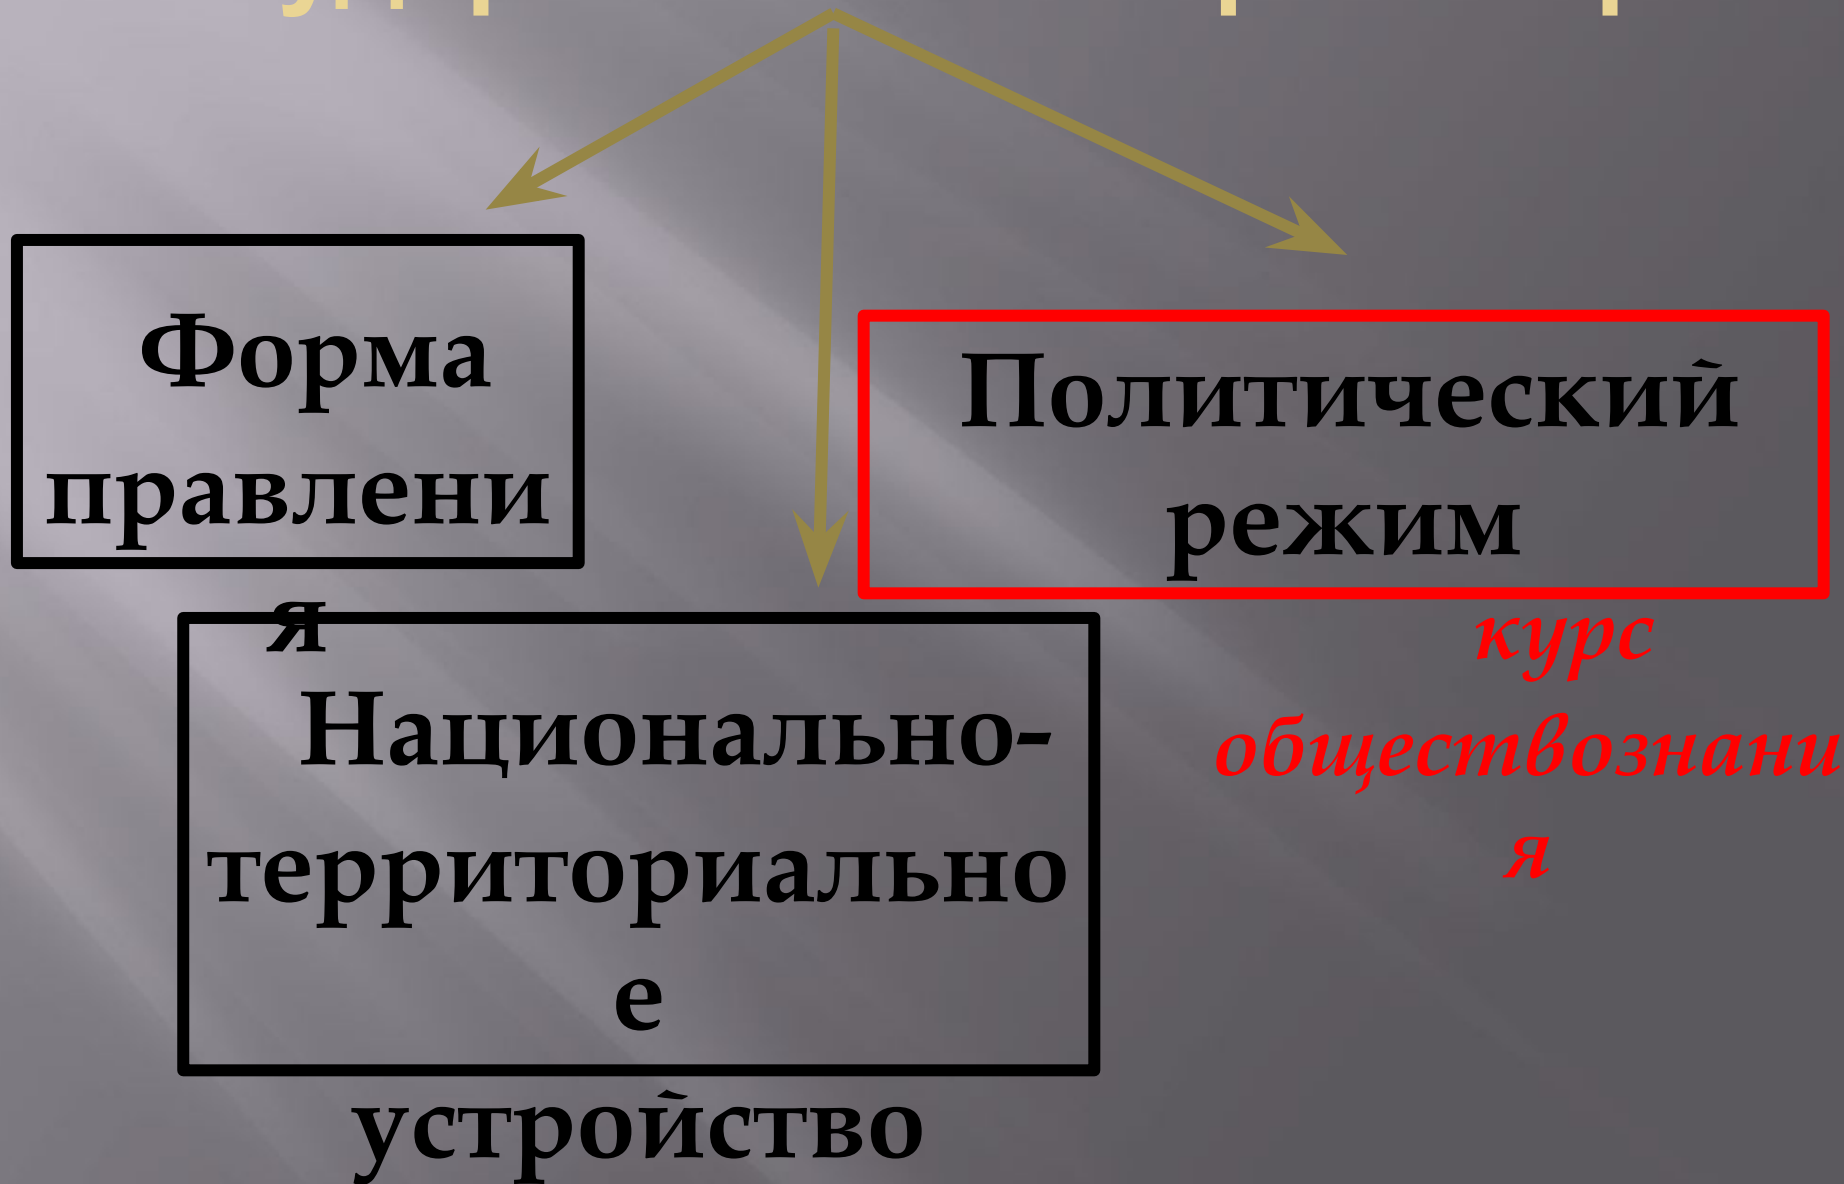 Форма
правлени
я
Политический
режим
курс
обществознани
я
Национально-
территориально
е
устройство